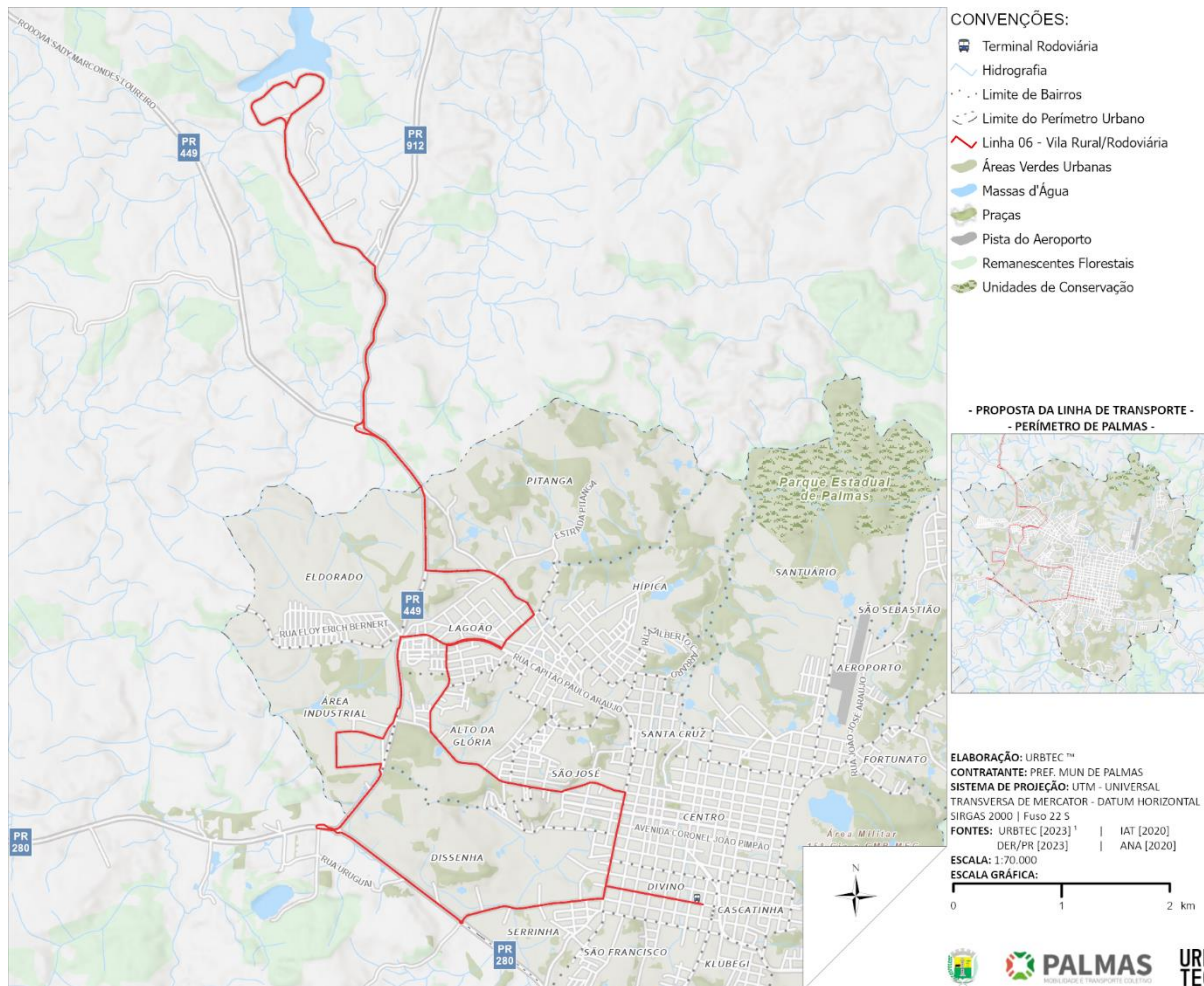 RODOVIA SADY MARCONDES LOUREIRO
PR
449
PR
912
PITANGA
ESTRADA PITANGA
Parque Estadual
de Palmas
ELDORADO
HÍPICA
SANTUÁRIO
PR
449
SÃO SEBASTIÃO
RUA ELOY ERICH BERNERT
LAGOÃO
RUA CAPITÃO PAULO ARAUJO
AEROPORTO
RUA JOÃO JOSÉ ARAUJO
ÁREA
INDUSTRIAL
ALTO DA
GLÓRIA
SANTA CRUZ
FORTUNATO
SÃO JOSÉ
CENTRO
AVENIDA CORONEL JOÃO PIMPÃO
Área Militar
PR
280
DISSENHA
RUA URUGUAI
DIVINO
CASCATINHA
SERRINHA
SÃO FRANCISCO
PR
280
KLUBEGI
N
CONVENÇÕES:
Terminal Rodoviária
Hidrografia
Limite de Bairros
Limite do Perímetro Urbano
Linha 06 - Vila Rural/Rodoviária
Áreas Verdes Urbanas
Massas d'Água
Praças
Pista do Aeroporto
Remanescentes Florestais
Unidades de Conservação
- PROPOSTA DA LINHA DE TRANSPORTE -
- PERÍMETRO DE PALMAS -
ELABORAÇÃO: URBTEC ™
CONTRATANTE: PREF. MUN DE PALMAS
SISTEMA DE PROJEÇÃO: UTM - UNIVERSAL
TRANSVERSA DE MERCATOR - DATUM HORIZONTAL
SIRGAS 2000 | Fuso 22 S
FONTES: URBTEC [2023] ¹ | IAT [2020]
DER/PR [2023] | ANA [2020]
ESCALA: 1:70.000
ESCALA GRÁFICA:
0 1 2 km
PALMAS
MOBILIDADE E TRANSPORTE COLETIVO